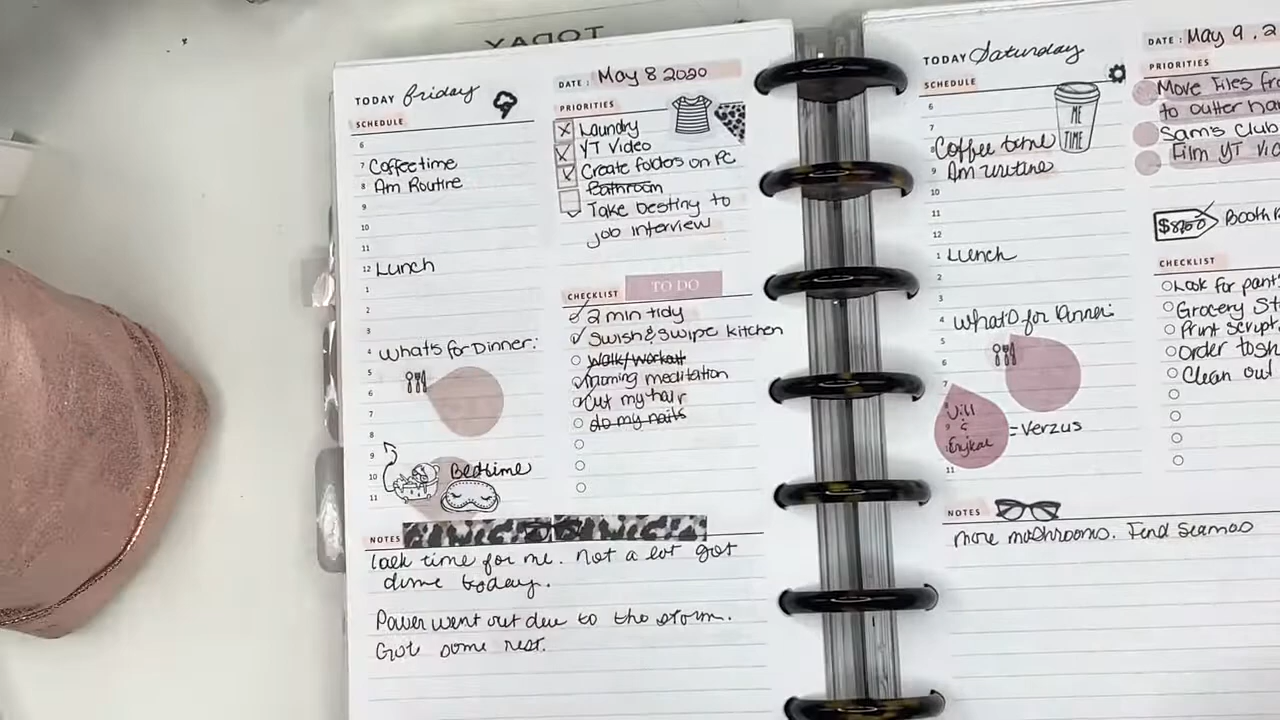 TODAY
TODAY Friday
DATE: May 8 2020
SCHEDULE
6
7 Coffee time
8 Am Routine
9
10
11
12 Lunch
1
2
3
4 What's for Dinner:
5
6
7
8
9
10 Bedtime
11
PRIORITIES
Laundry
YT Video
Create folders on PC
Bathroom
Take Destiny to
job interview
CHECKLIST TO DO
2 min tidy
Swish & Swipe kitchen
Walk/workout
morning meditation
Cut my hair
do my nails
NOTES
Took time for me. Not a lot got
done today.
Power went out due to the storm.
Got some rest.
TODAY Saturday
DATE: May 9, 2
SCHEDULE
6
7
ME
TIME
8 Coffee time
9 Am Routine
10
11
12
1 Lunch
2
3
4 What's for Dinner:
5
6
7
8 Jill
9 &
10 Erykah = Verzus
11
PRIORITIES
Move files fr
to outter ha
Sam's Club
Film YT Vi
$8200 Booth
CHECKLIST
Look for pant
Grocery St
Print script
Order
Clean out
NOTES
more mushrooms. Find Seamoo